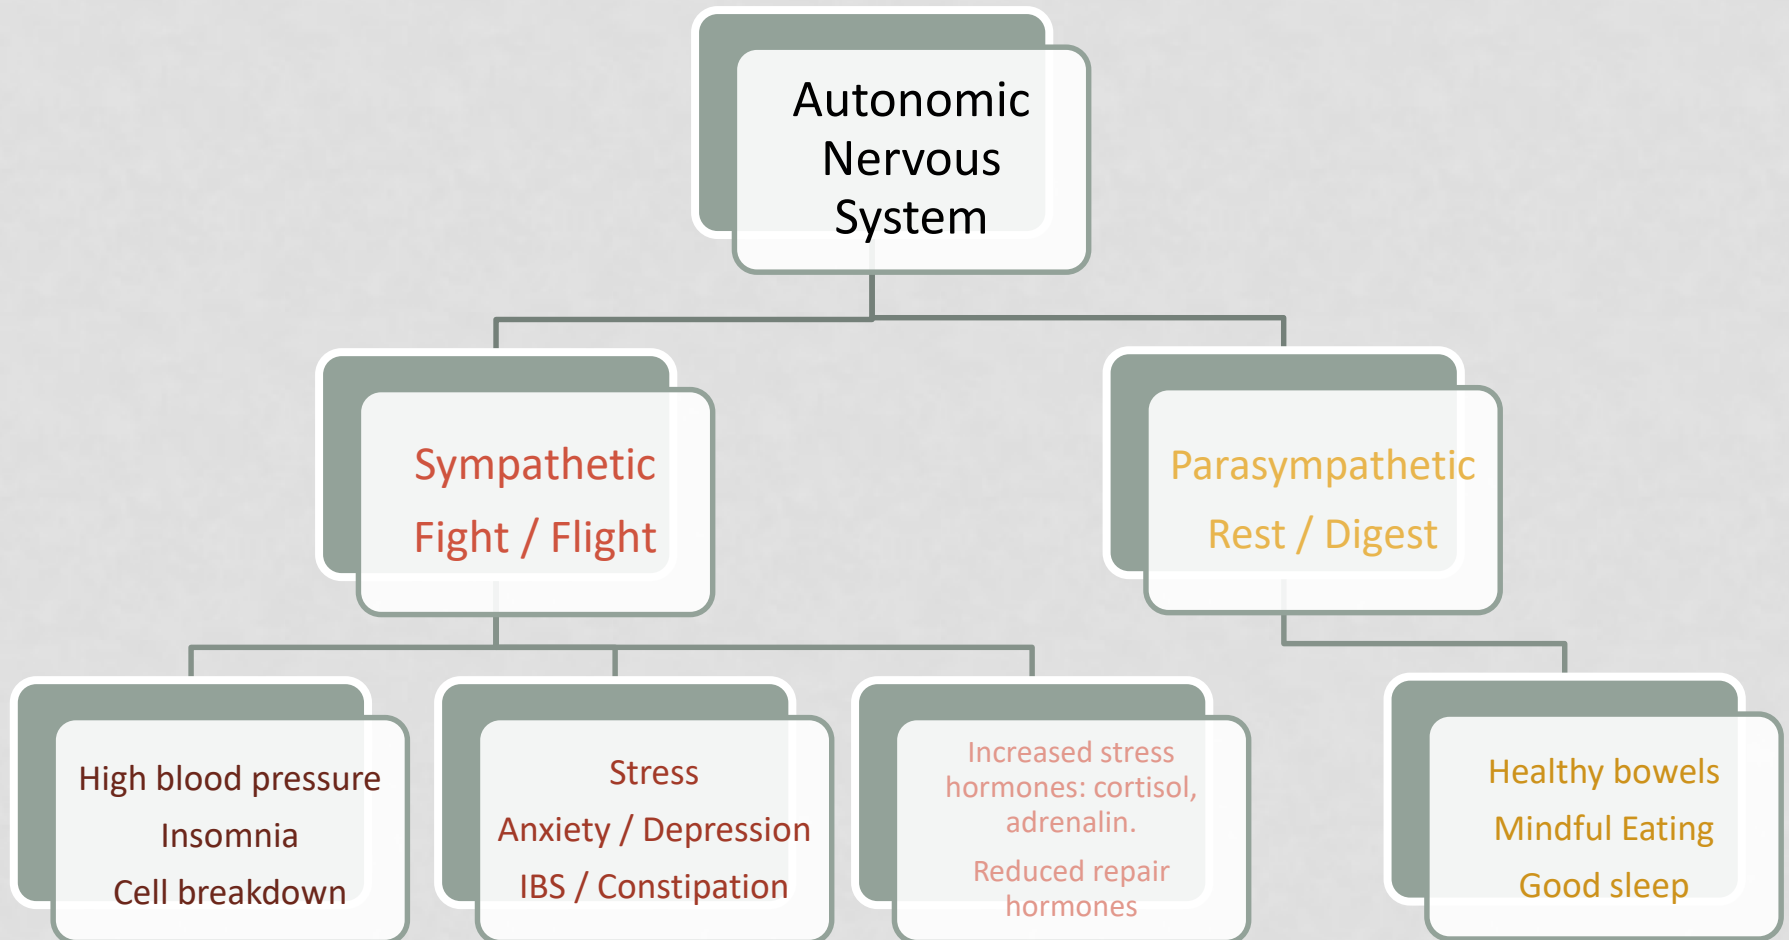 Autonomic
Nervous
System
Sympathetic
Fight / Flight
Parasympathetic
Rest / Digest
High blood pressure
Insomnia
Cell breakdown
Stress
Anxiety / Depression
IBS / Constipation
Increased stress
hormones: cortisol,
adrenalin.
Reduced repair
hormones
Healthy bowels
Mindful Eating
Good sleep